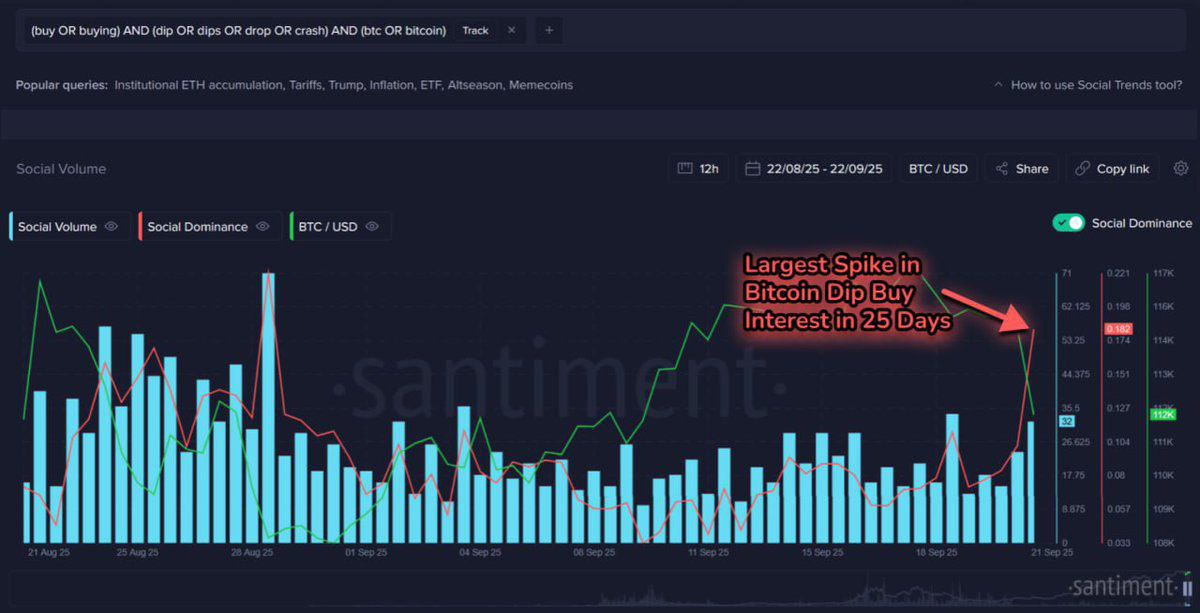 (buy OR buying) AND (dip OR dips OR drop OR crash) AND (btc OR bitcoin) Track × +
Popular queries: Institutional ETH accumulation, Tariffs, Trump, Inflation, ETF, Altseason, Memecoins
How to use Social Trends tool?
Social Volume
12h
22/08/25 - 22/09/25
BTC / USD
Share
Copy link
Social Volume
Social Dominance
BTC / USD
Social Dominance
Largest Spike in
Bitcoin Dip Buy
Interest in 25 Days
·santiment·
71 0.221 117K
62.125 0.198 116K
0.182
53.25 0.174 114K
44.375 0.151 113K
35.5 0.127
32 112K
26.625 0.104 111K
17.75 0.08 110K
8.875 0.057 109K
0 0.033 108K
21 Aug 25 25 Aug 25 28 Aug 25 01 Sep 25 04 Sep 25 08 Sep 25 11 Sep 25 15 Sep 25 18 Sep 25 21 Sep 25
·santiment·